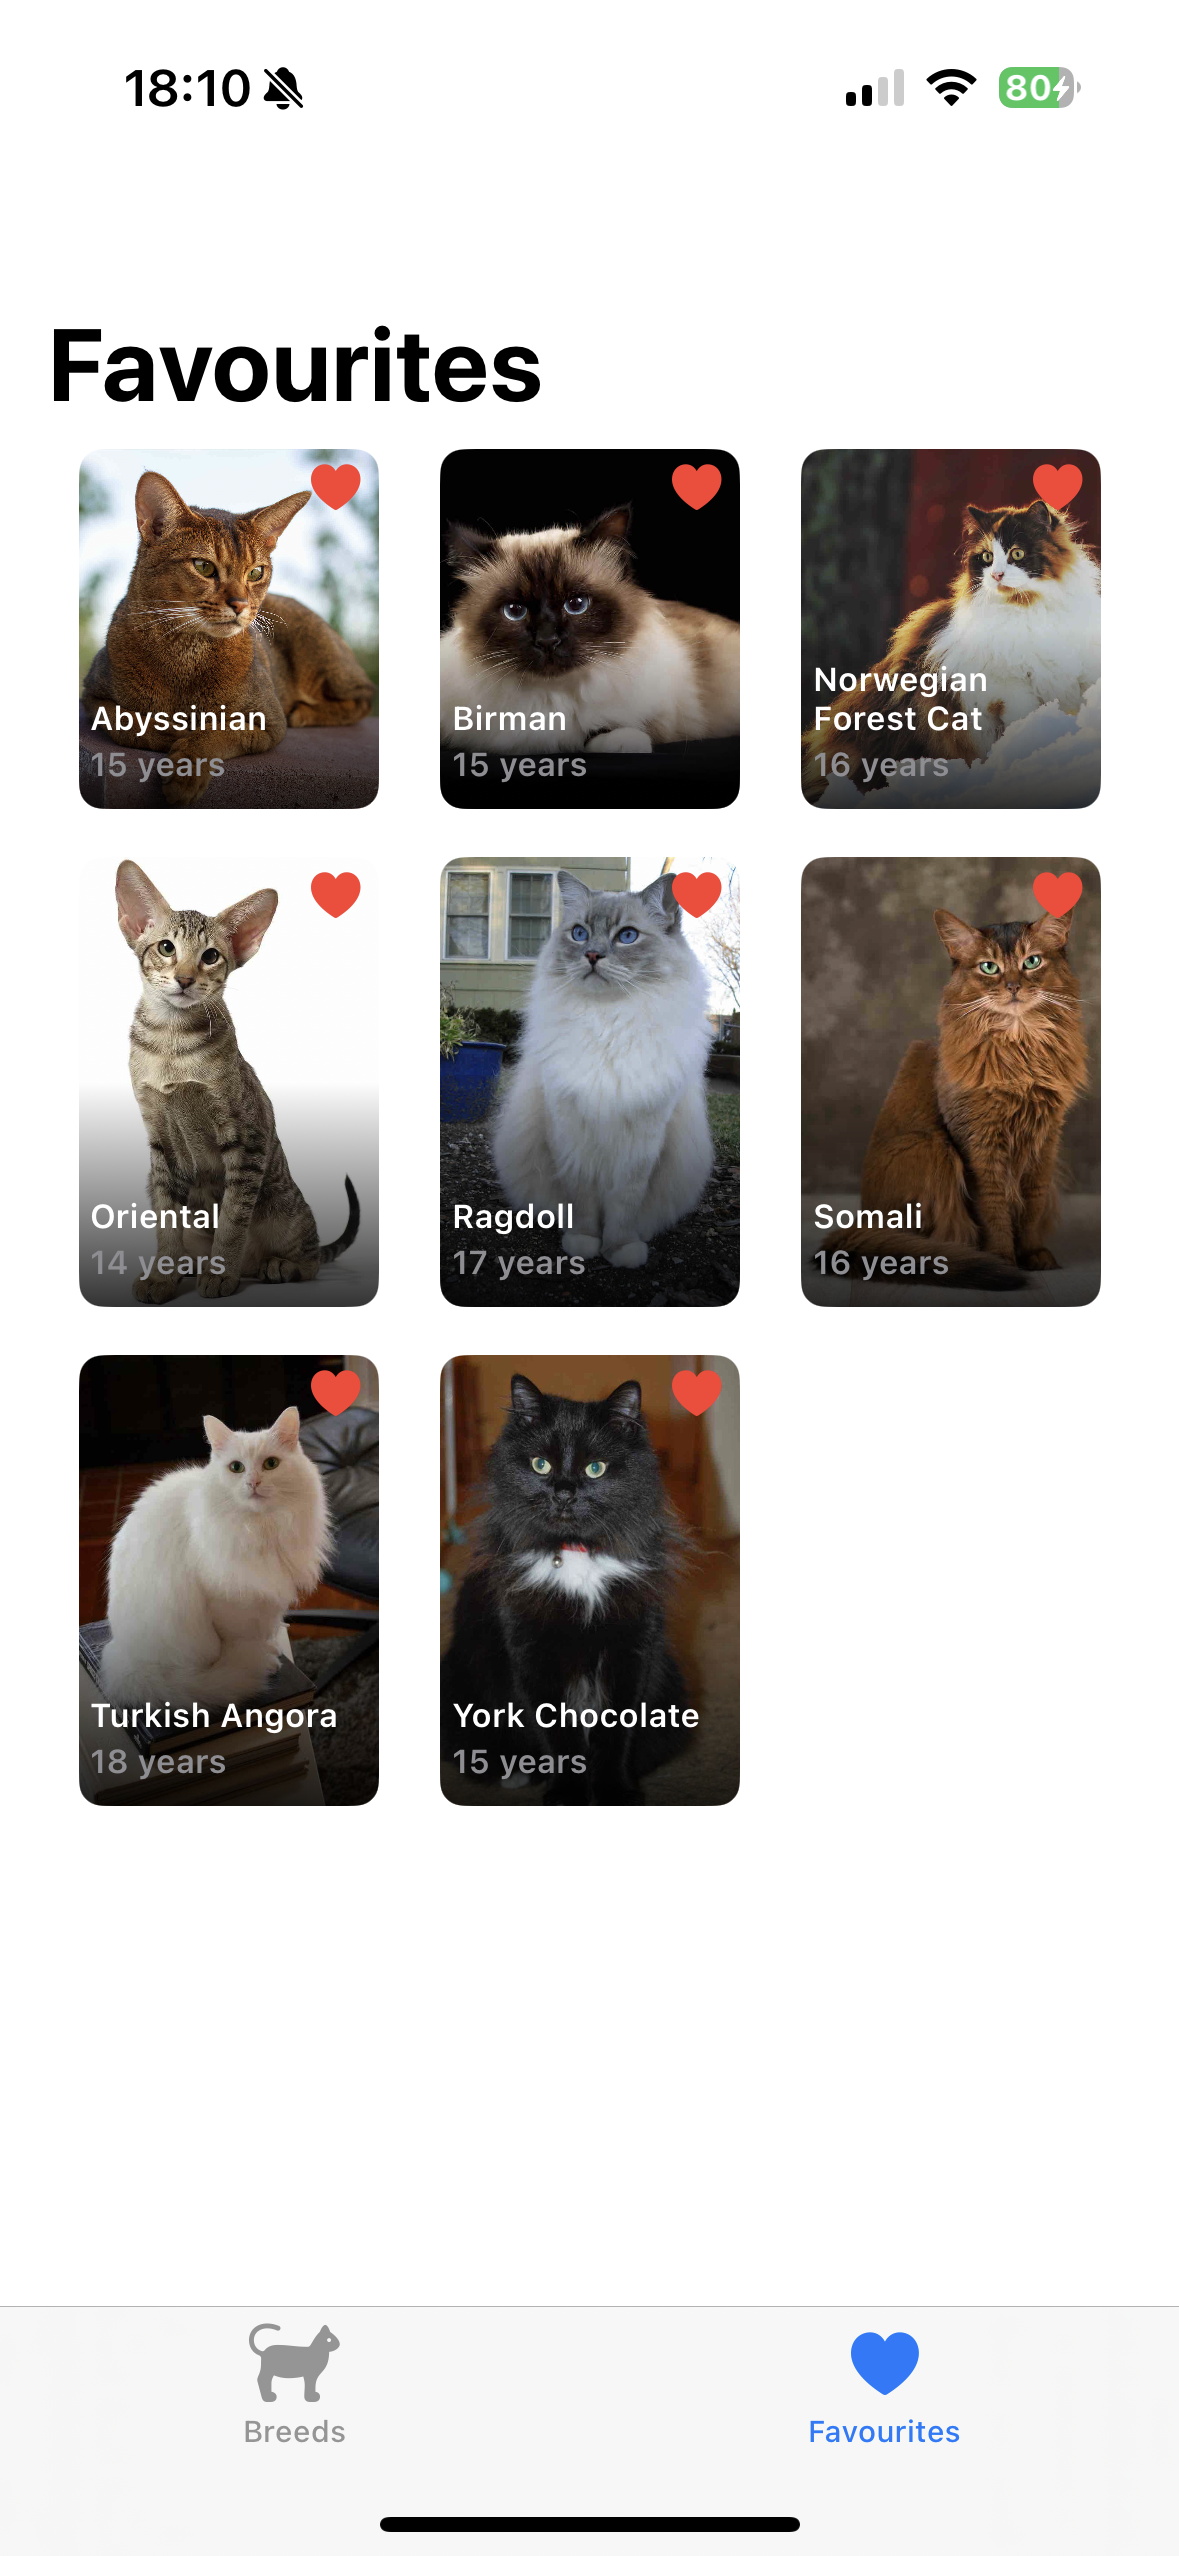 18:10
80
Favourites
Abyssinian
15 years
Birman
15 years
Norwegian
Forest Cat
16 years
Oriental
14 years
Ragdoll
17 years
Somali
16 years
Turkish Angora
18 years
York Chocolate
15 years
Breeds
Favourites